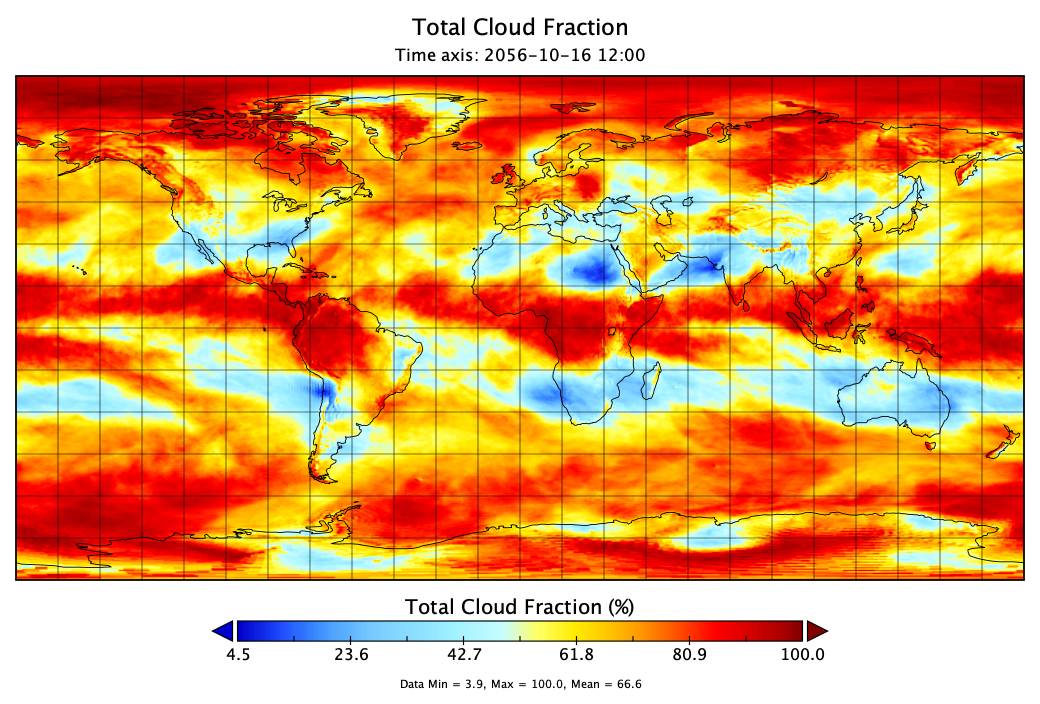 Total Cloud Fraction
Time axis: 2056-10-16 12:00
Total Cloud Fraction (%)
4.5 23.6 42.7 61.8 80.9 100.0
Data Min = 3.9, Max = 100.0, Mean = 66.6